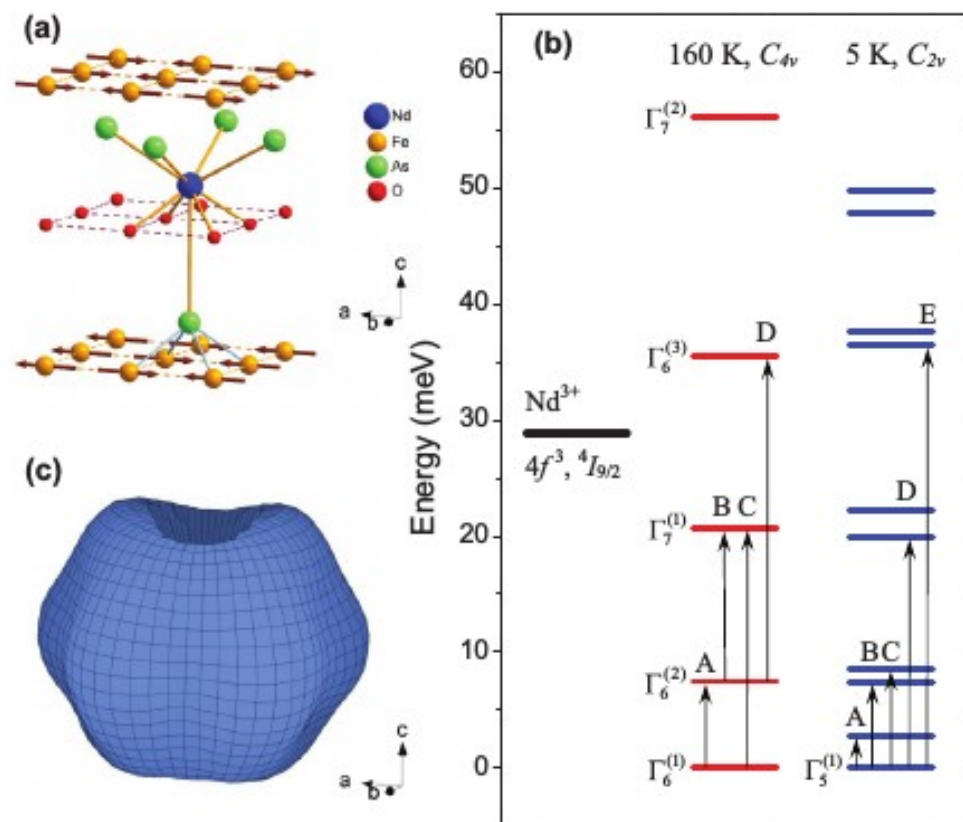 (a)
Nd
Fe
As
O
c
a
b
(c)
c
a
b
(b)
160 K, C4v
5 K, C2v
Energy (meV)
60
50
40
30
20
10
0
Nd3+
4f3, 4I9/2
Γ7(2)
Γ6(3)
Γ7(1)
Γ6(2)
Γ6(1)
D
B C
A
Γ5(1)
E
D
B C
A